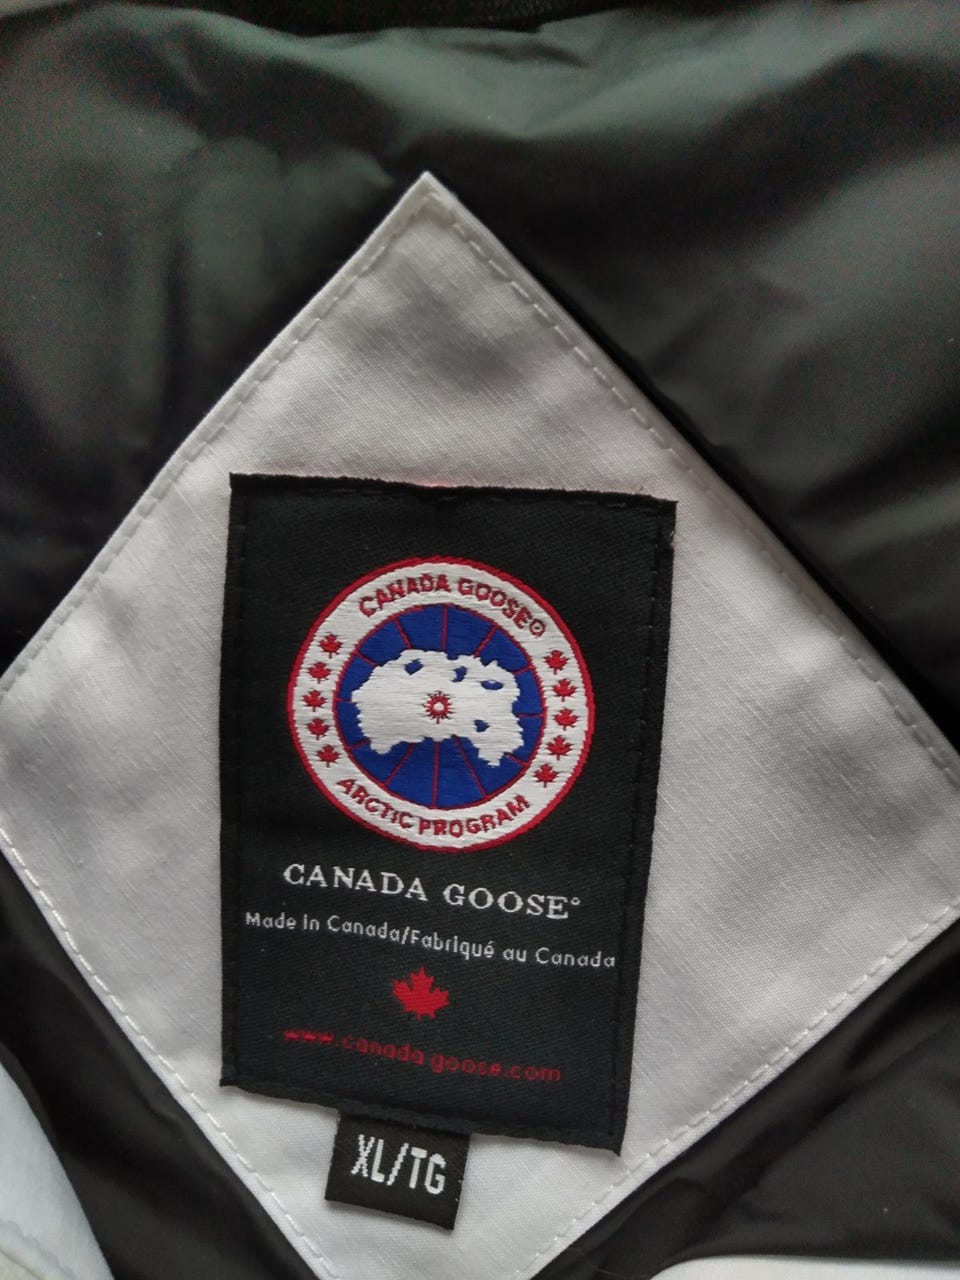 CANADA GOOSE®
ARCTIC PROGRAM
CANADA GOOSE®
Made in Canada/Fabriqué au Canada
www.canada-goose.com
XL/TG